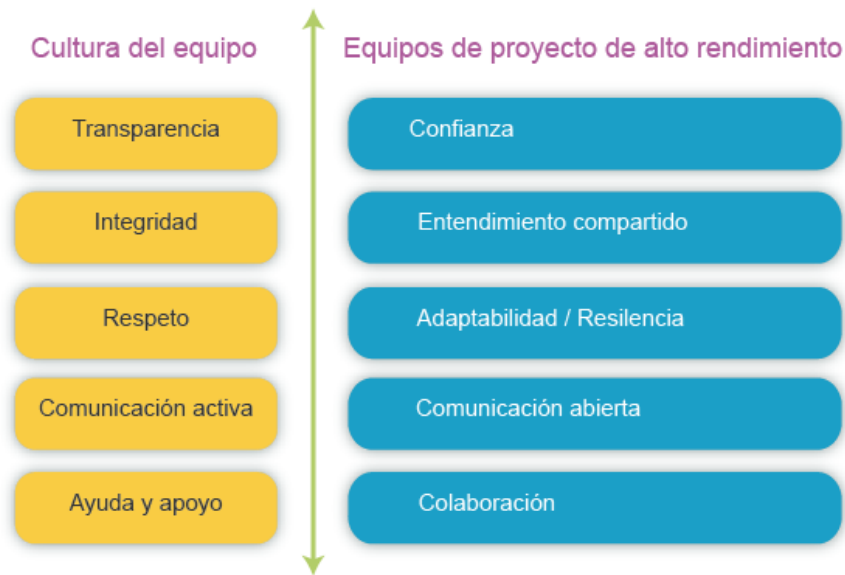 Cultura del equipo
Equipos de proyecto de alto rendimiento
Transparencia
Confianza
Integridad
Entendimiento compartido
Respeto
Adaptabilidad / Resilencia
Comunicación activa
Comunicación abierta
Ayuda y apoyo
Colaboración